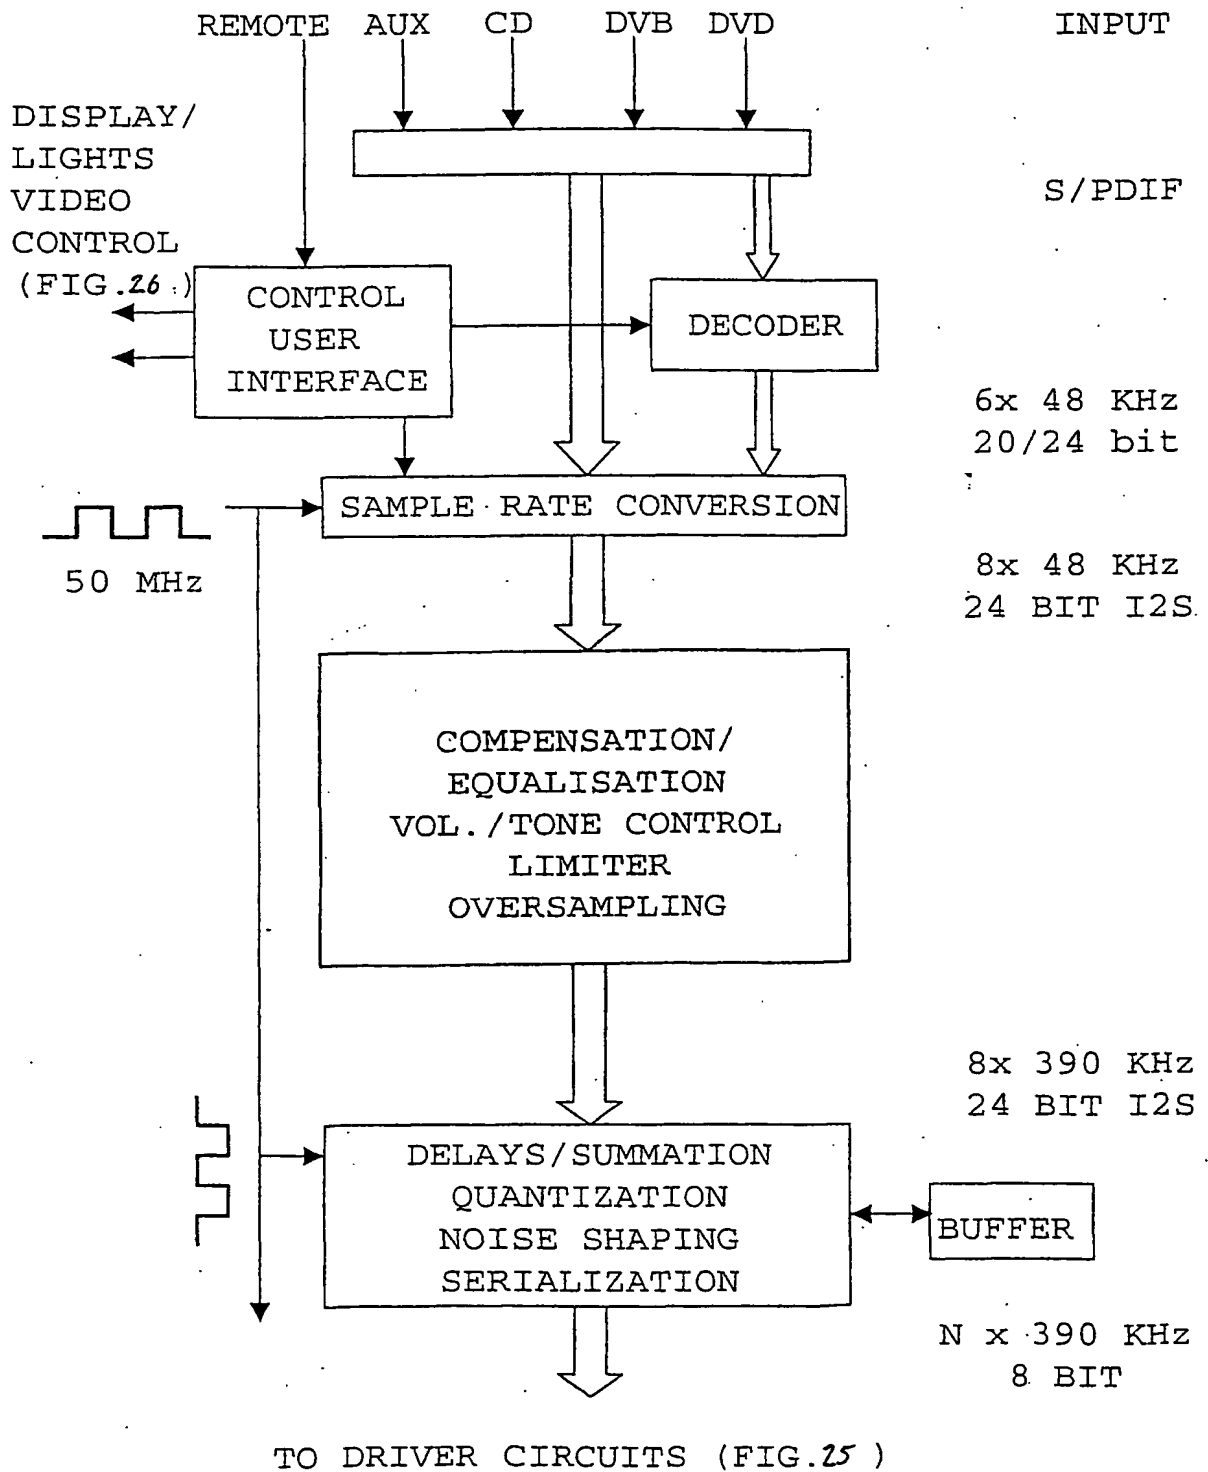 REMOTE AUX CD DVB DVD INPUT
DISPLAY/
LIGHTS
VIDEO
CONTROL
(FIG.26.)
S/PDIF
CONTROL
USER
INTERFACE
DECODER
6x 48 KHz
20/24 bit
SAMPLE RATE CONVERSION
50 MHz
8x 48 KHz
24 BIT I2S
COMPENSATION/
EQUALISATION
VOL./TONE CONTROL
LIMITER
OVERSAMPLING
8x 390 KHz
24 BIT I2S
DELAYS/SUMMATION
QUANTIZATION
NOISE SHAPING
SERIALIZATION
BUFFER
N x 390 KHz
8 BIT
TO DRIVER CIRCUITS (FIG.25)